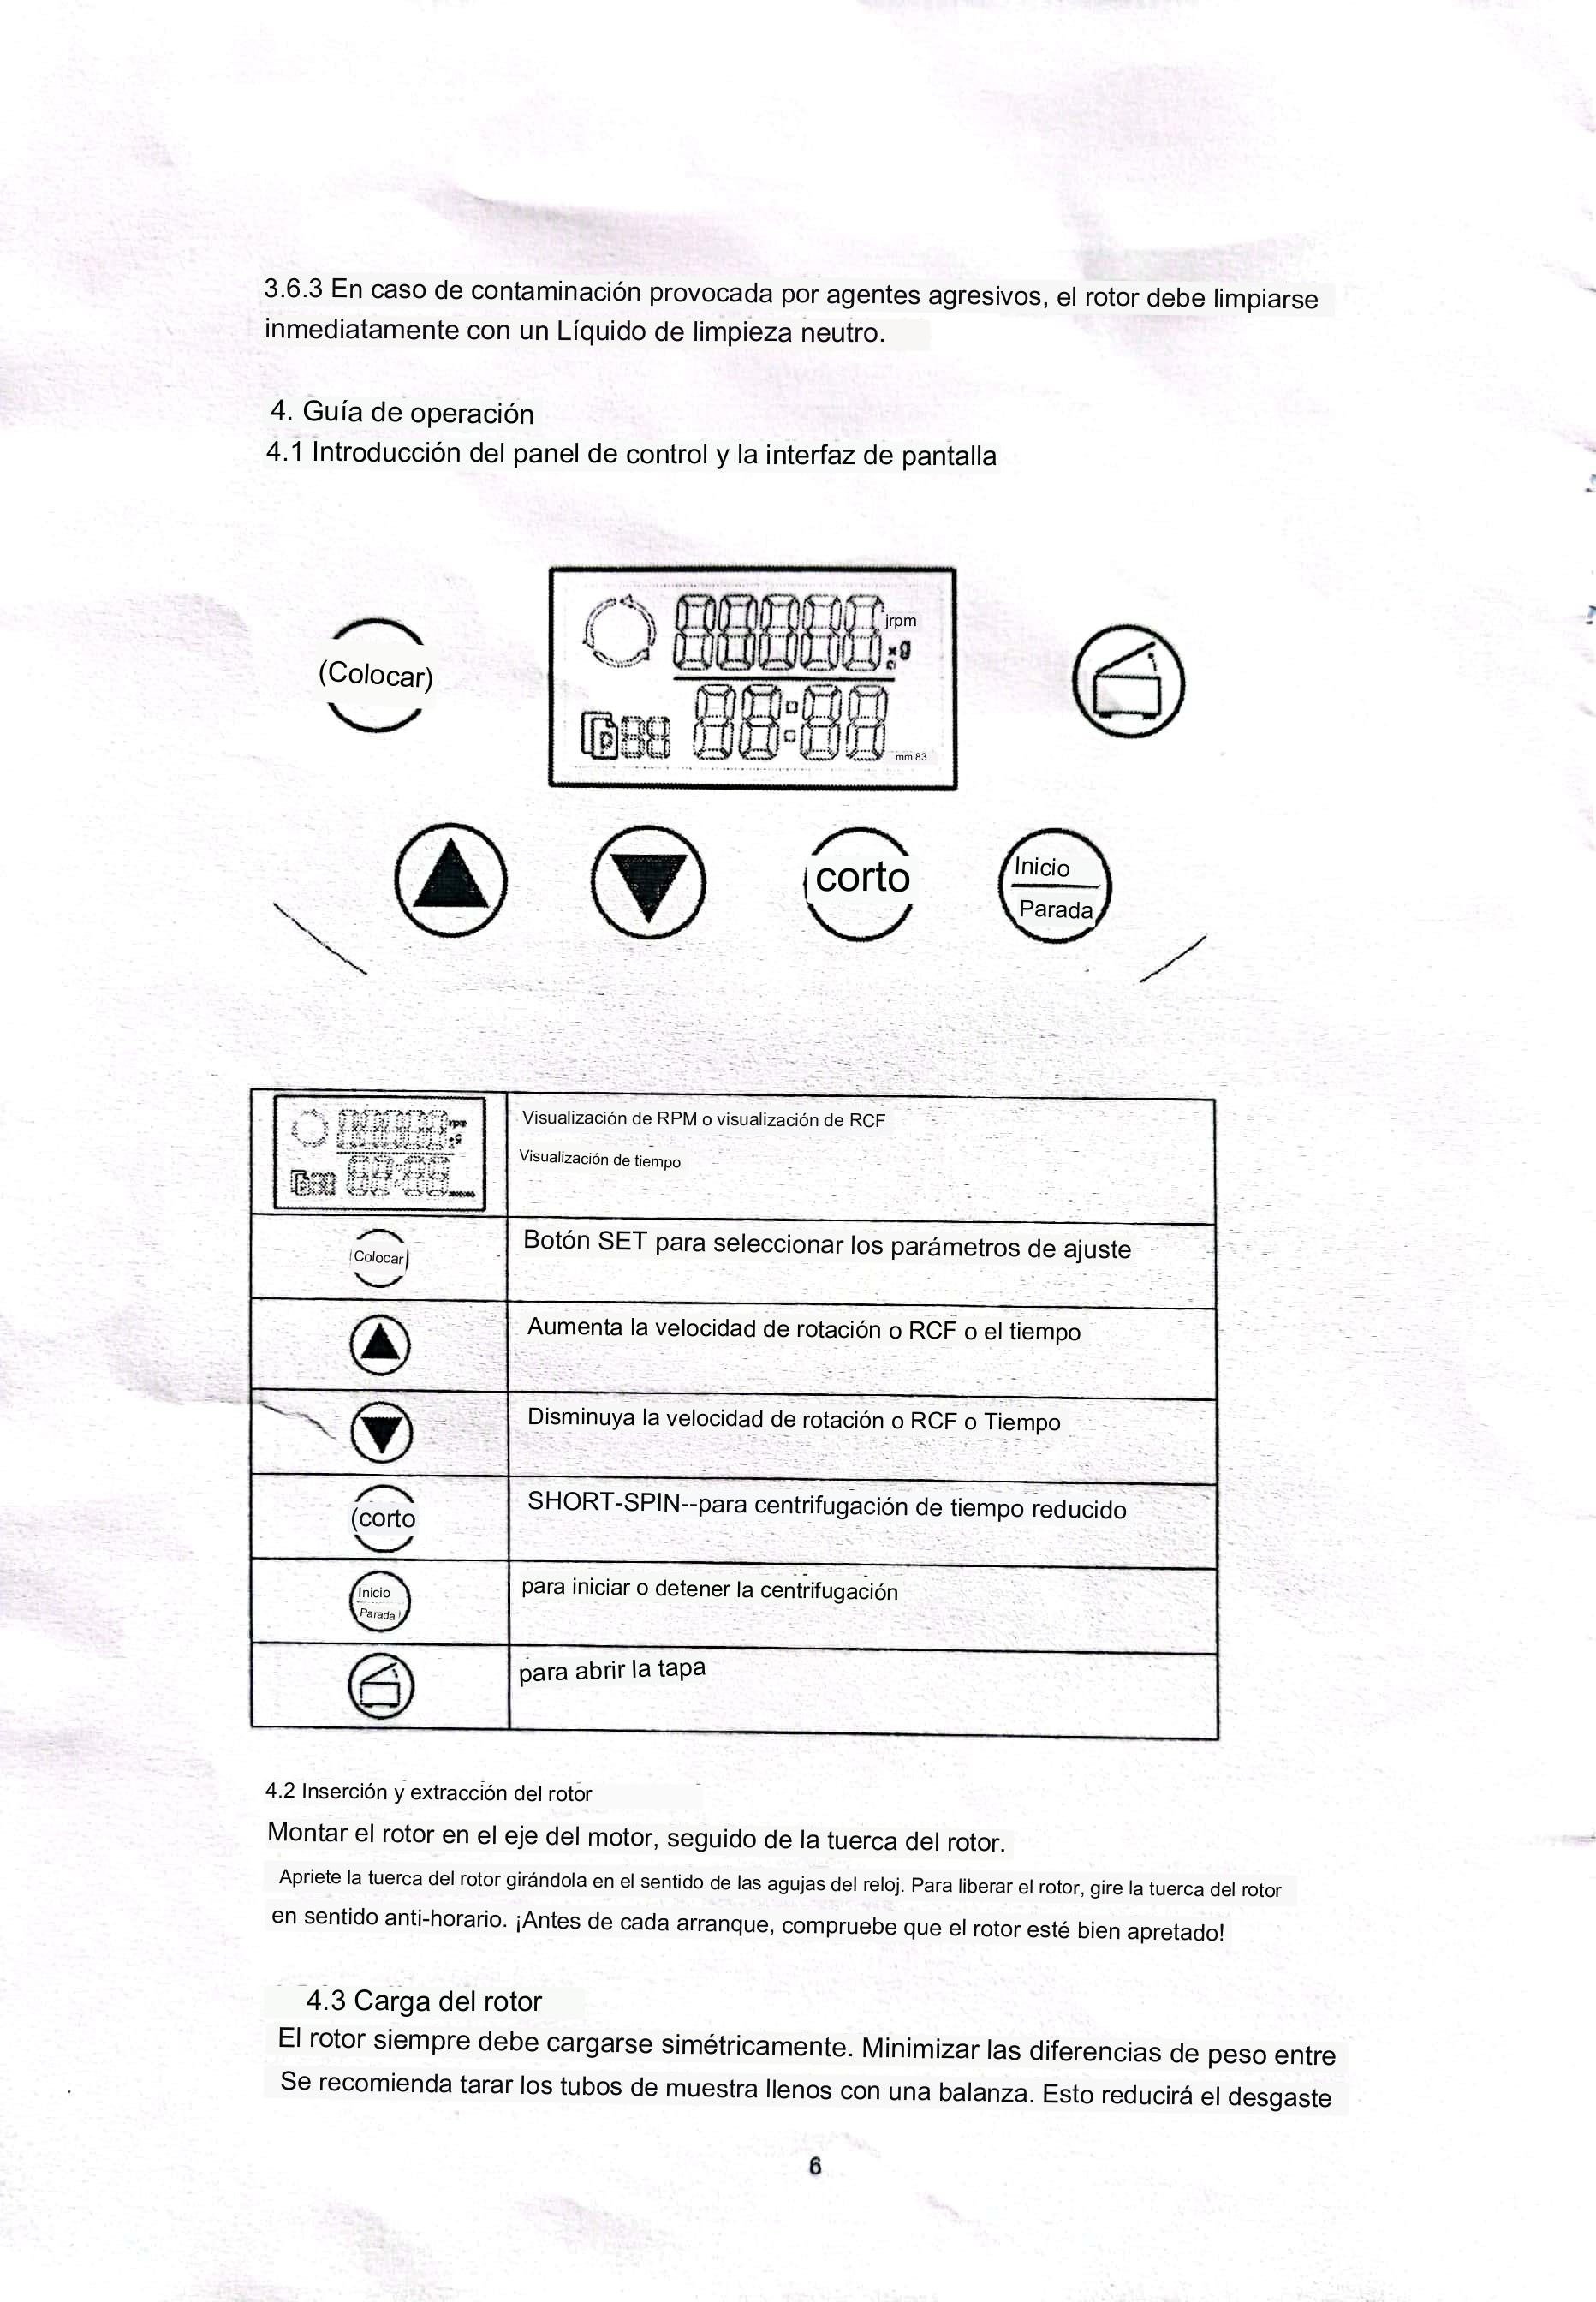 3.6.3 En caso de contaminación provocada por agentes agresivos, el rotor debe limpiarse
inmediatamente con un Líquido de limpieza neutro.
4. Guía de operación
4.1 Introducción del panel de control y la interfaz de pantalla
(Colocar)
88888 jrpm
xg
P 88 88:88 mm 83
corto
Inicio
Parada
rpm
Visualización de RPM o visualización de RCF
Visualización de tiempo
Colocar
Botón SET para seleccionar los parámetros de ajuste
Aumenta la velocidad de rotación o RCF o el tiempo
Disminuya la velocidad de rotación o RCF o Tiempo
(corto
SHORT-SPIN--para centrifugación de tiempo reducido
Inicio
Parada
para iniciar o detener la centrifugación
para abrir la tapa
4.2 Inserción y extracción del rotor
Montar el rotor en el eje del motor, seguido de la tuerca del rotor.
Apriete la tuerca del rotor girándola en el sentido de las agujas del reloj. Para liberar el rotor, gire la tuerca del rotor
en sentido anti-horario. ¡Antes de cada arranque, compruebe que el rotor esté bien apretado!
4.3 Carga del rotor
El rotor siempre debe cargarse simétricamente. Minimizar las diferencias de peso entre
Se recomienda tarar los tubos de muestra llenos con una balanza. Esto reducirá el desgaste
6